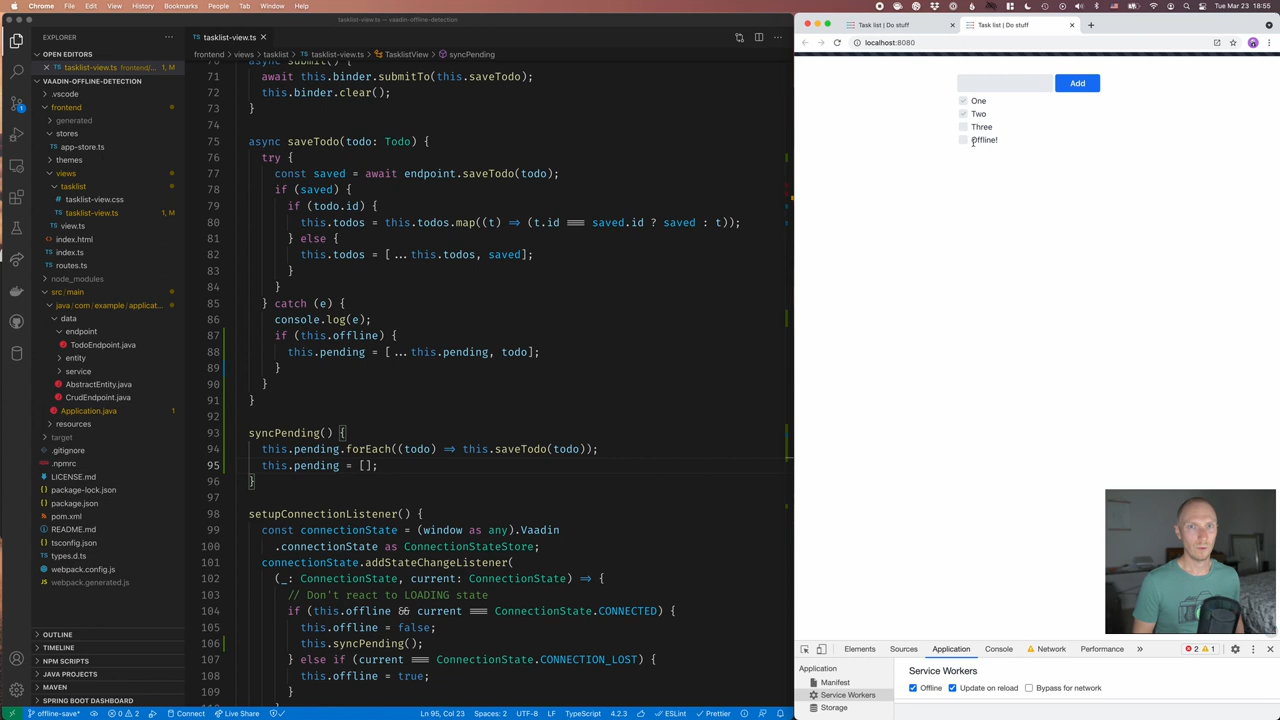 Chrome File Edit View History Bookmarks People Tab Window Help
Tue Mar 23 18:55
tasklist-view.ts — vaadin-offline-detection
EXPLORER
OPEN EDITORS
tasklist-view.ts frontend/... 1, M
VAADIN-OFFLINE-DETECTION
.vscode
frontend
generated
stores
app-store.ts
themes
views
tasklist
tasklist-view.css
tasklist-view.ts 1, M
view.ts
index.html
index.ts
routes.ts
node_modules
src/main
java/com/example/applicat...
data
endpoint
TodoEndpoint.java
entity
service
AbstractEntity.java
CrudEndpoint.java
Application.java 1
resources
target
.gitignore
.npmrc
LICENSE.md
package-lock.json
package.json
pom.xml
README.md
tsconfig.json
types.d.ts
webpack.config.js
webpack.generated.js
OUTLINE
TIMELINE
NPM SCRIPTS
JAVA PROJECTS
MAVEN
SPRING BOOT DASHBOARD
tasklist-view.ts
frontend > views > tasklist > tasklist-view.ts > TasklistView > syncPending
70 async submit() {
71 await this.binder.submitTo(this.saveTodo);
72 this.binder.clear();
73 }
74
75 async saveTodo(todo: Todo) {
76 try {
77 const saved = await endpoint.saveTodo(todo);
78 if (saved) {
79 if (todo.id) {
80 this.todos = this.todos.map((t) => (t.id === saved.id ? saved : t));
81 } else {
82 this.todos = [...this.todos, saved];
83 }
84 }
85 } catch (e) {
86 console.log(e);
87 if (this.offline) {
88 this.pending = [...this.pending, todo];
89 }
90 }
91 }
92
93 syncPending() {
94 this.pending.forEach((todo) => this.saveTodo(todo));
95 this.pending = [];
96 }
97
98 setupConnectionListener() {
99 const connectionState = (window as any).Vaadin
100 .connectionState as ConnectionStateStore;
101 connectionState.addStateChangeListener(
102 (_: ConnectionState, current: ConnectionState) => {
103 // Don't react to LOADING state
104 if (this.offline && current === ConnectionState.CONNECTED) {
105 this.offline = false;
106 this.syncPending();
107 } else if (current === ConnectionState.CONNECTION_LOST) {
108 this.offline = true;
109 }
offline-save* 0 2 Connect Live Share Ln 95, Col 23 Spaces: 2 UTF-8 LF TypeScript 4.2.3 ESLint Prettier
Task list | Do stuff
Task list | Do stuff
localhost:8080
Add
One
Two
Three
Offline!
Elements Sources Application Console Network Performance » 2 1
Application
Manifest
Service Workers
Storage
Service Workers
Offline Update on reload Bypass for network